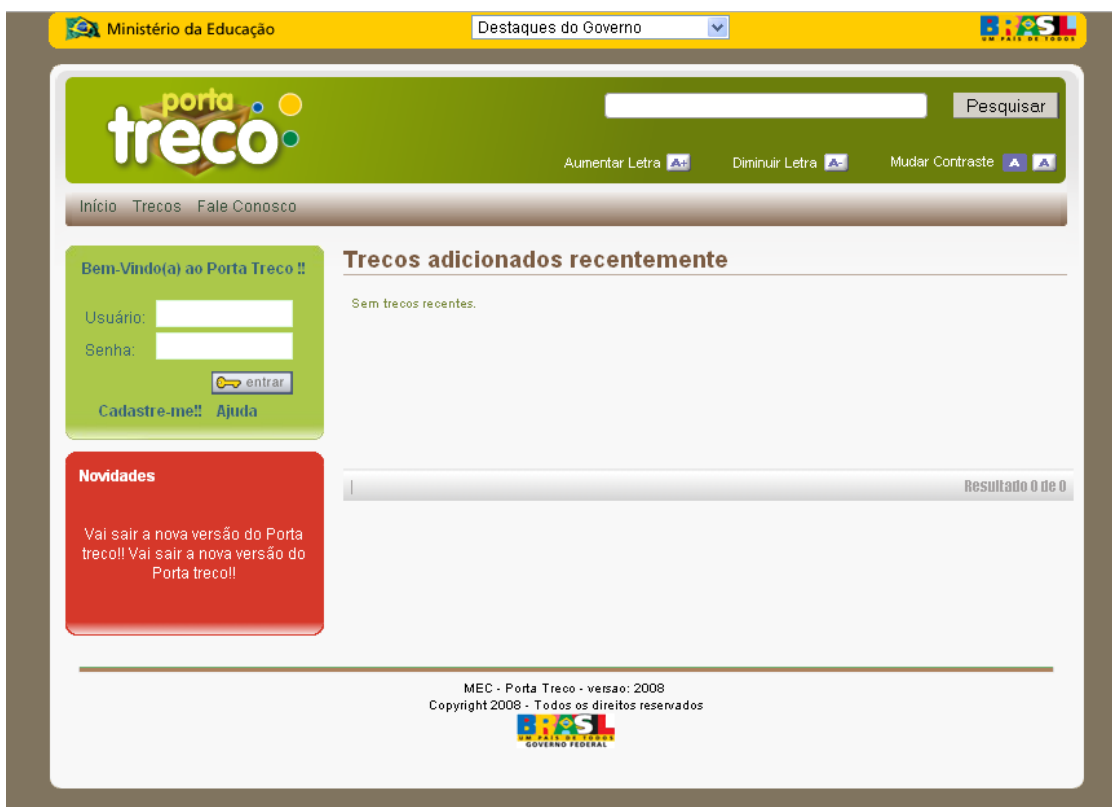 Ministério da Educação
Destaques do Governo
BRASIL
UM PAÍS DE TODOS
porta
treco
Pesquisar
Aumentar Letra A+
Diminuir Letra A-
Mudar Contraste A A
Início Trecos Fale Conosco
Bem-Vindo(a) ao Porta Treco !!
Usuário:
Senha:
entrar
Cadastre-me!! Ajuda
Novidades
Vai sair a nova versão do Porta
treco!! Vai sair a nova versão do
Porta treco!!
Trecos adicionados recentemente
Sem trecos recentes.
|
Resultado 0 de 0
MEC - Porta Treco - versao: 2008
Copyright 2008 - Todos os direitos reservados
BRASIL
UM PAÍS DE TODOS
GOVERNO FEDERAL